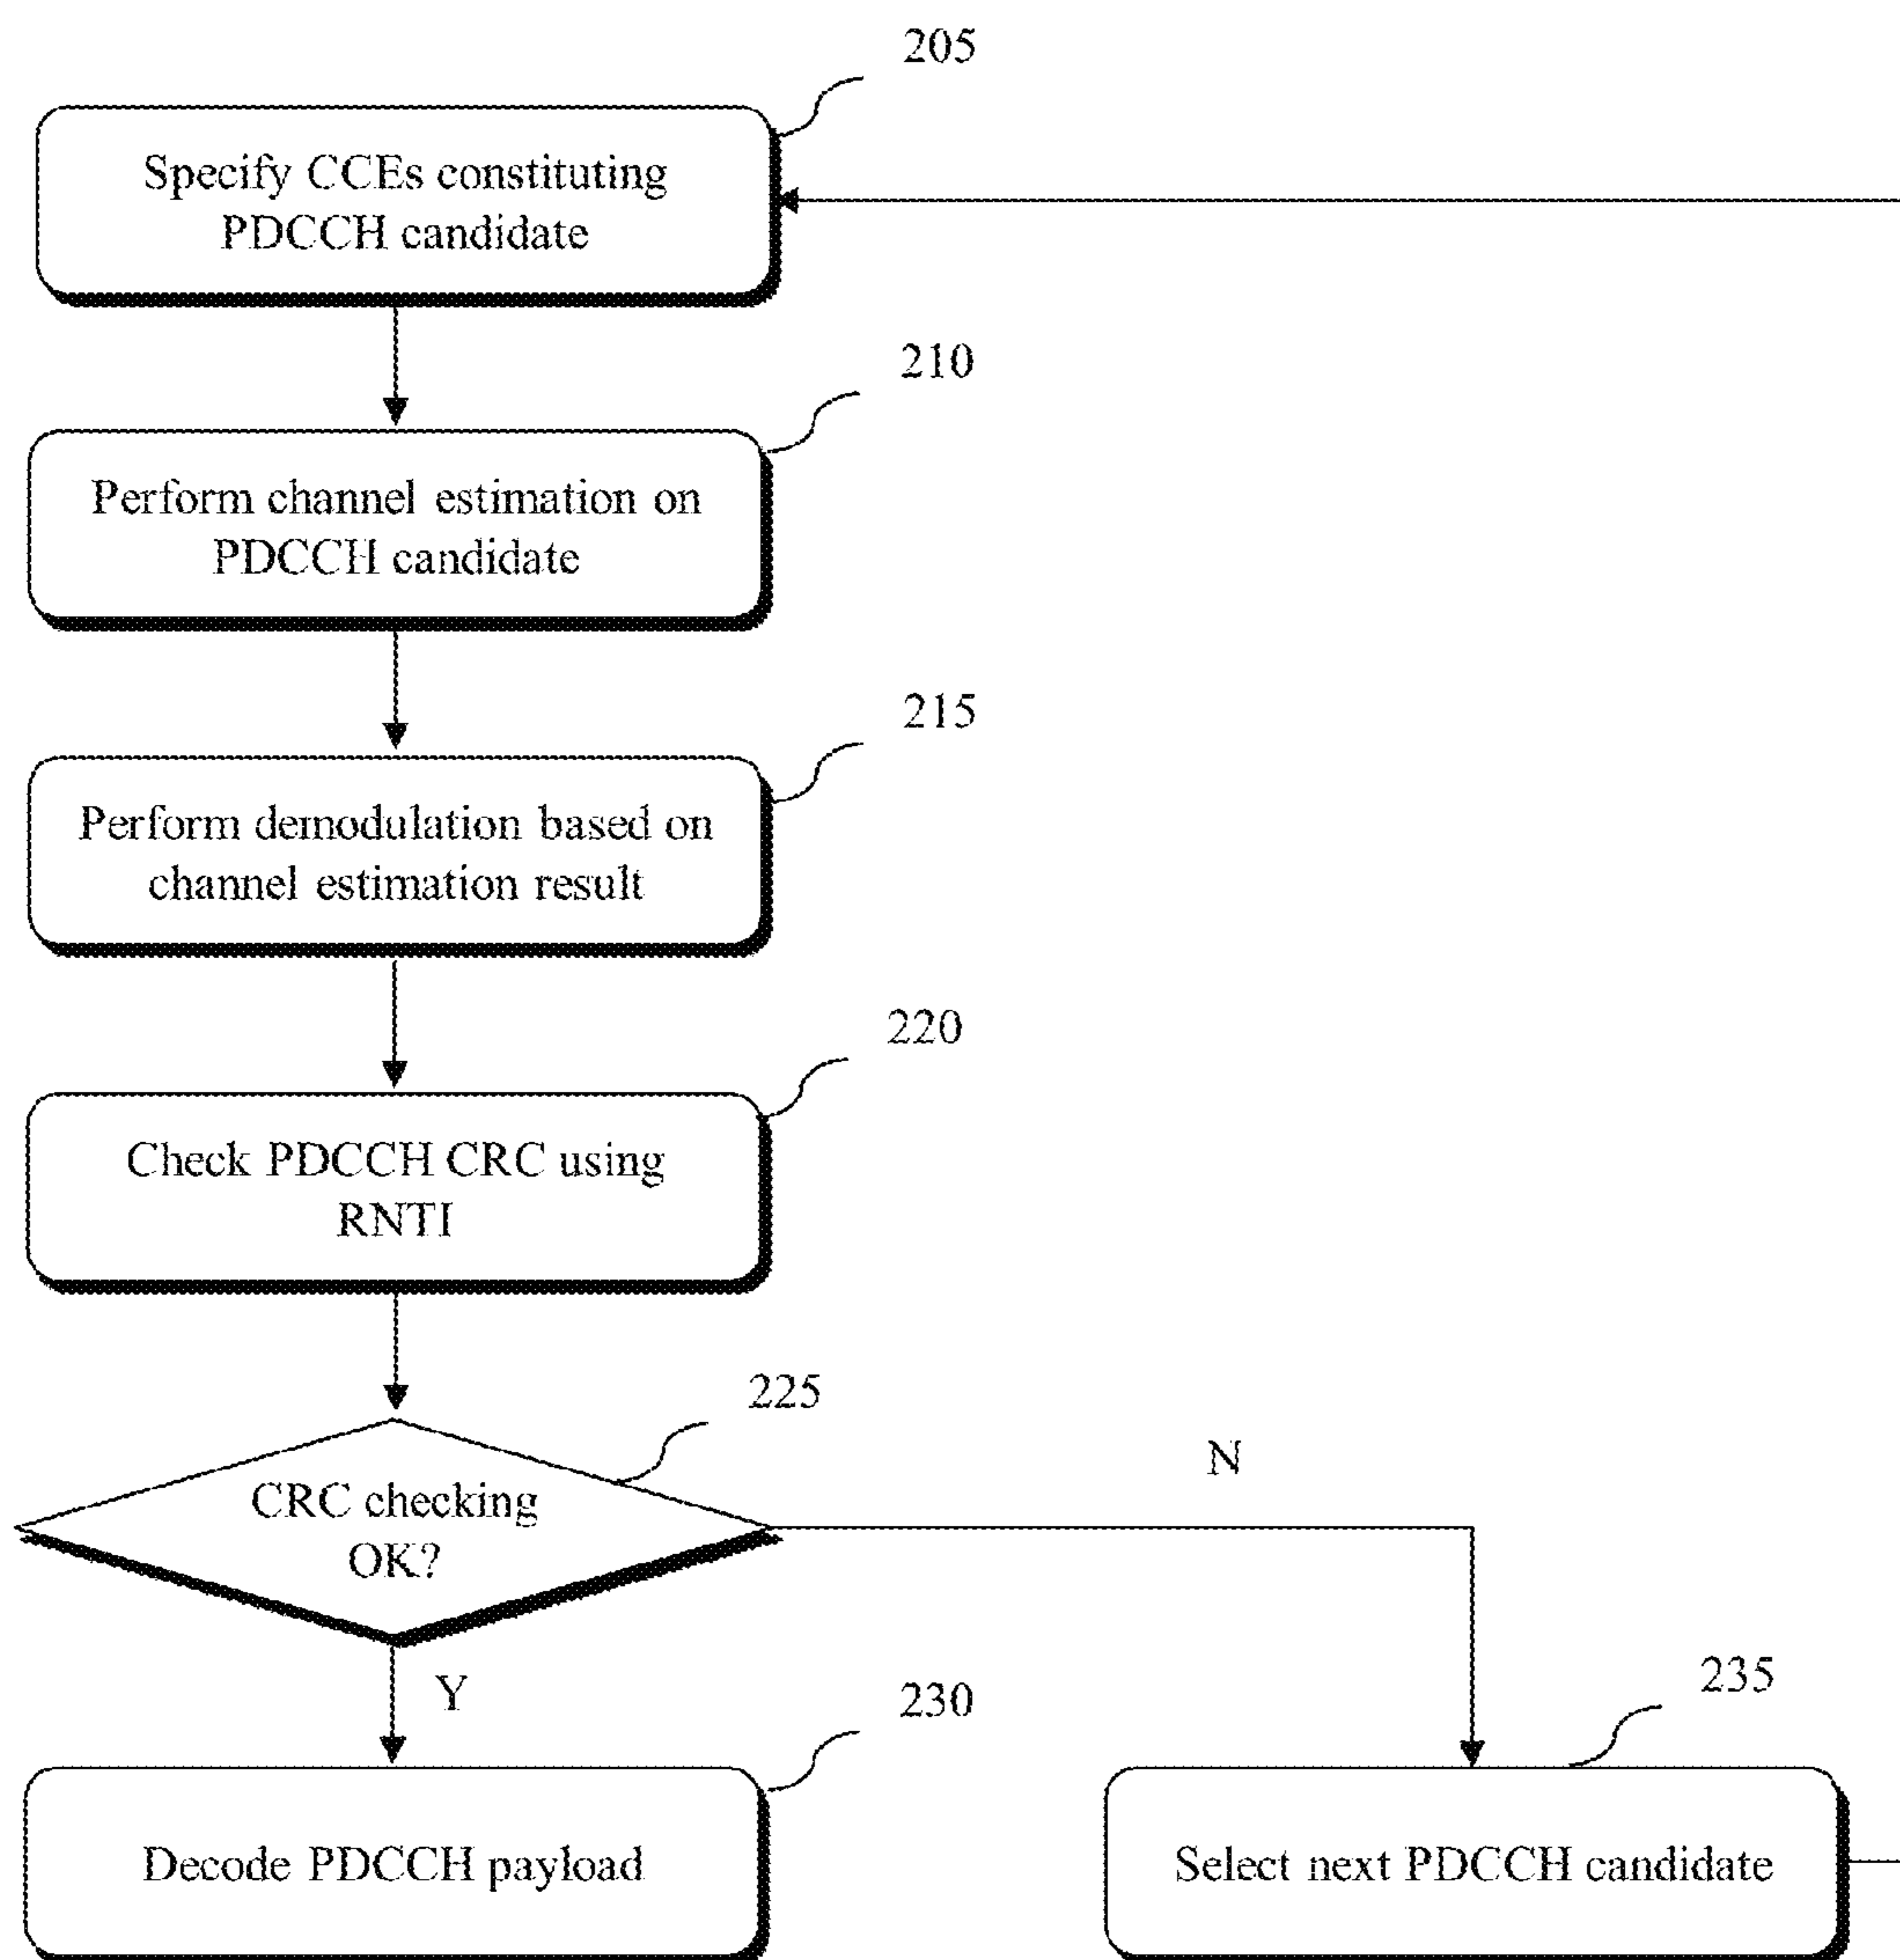 205
Specify CCEs constituting
PDCCH candidate
210
Perform channel estimation on
PDCCH candidate
215
Perform demodulation based on
channel estimation result
220
Check PDCCH CRC using
RNTI
225
CRC checking
OK?
N
Y
230
Decode PDCCH payload
235
Select next PDCCH candidate